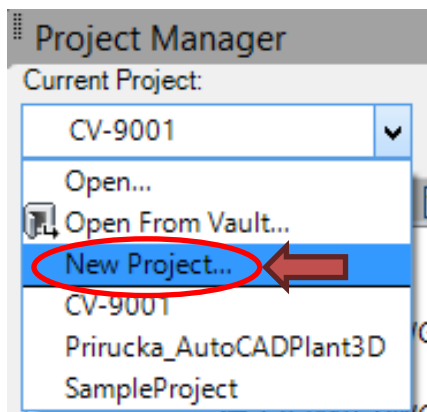 Project Manager
Current Project:
CV-9001
Open...
Open From Vault...
New Project...
CV-9001
Prirucka_AutoCADPlant3D
SampleProject